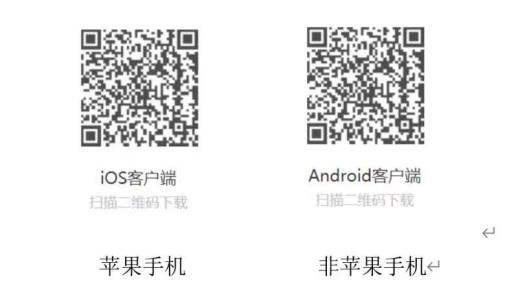 iOS客户端
Android客户端
扫描二维码下载
扫描二维码下载
苹果手机
非苹果手机